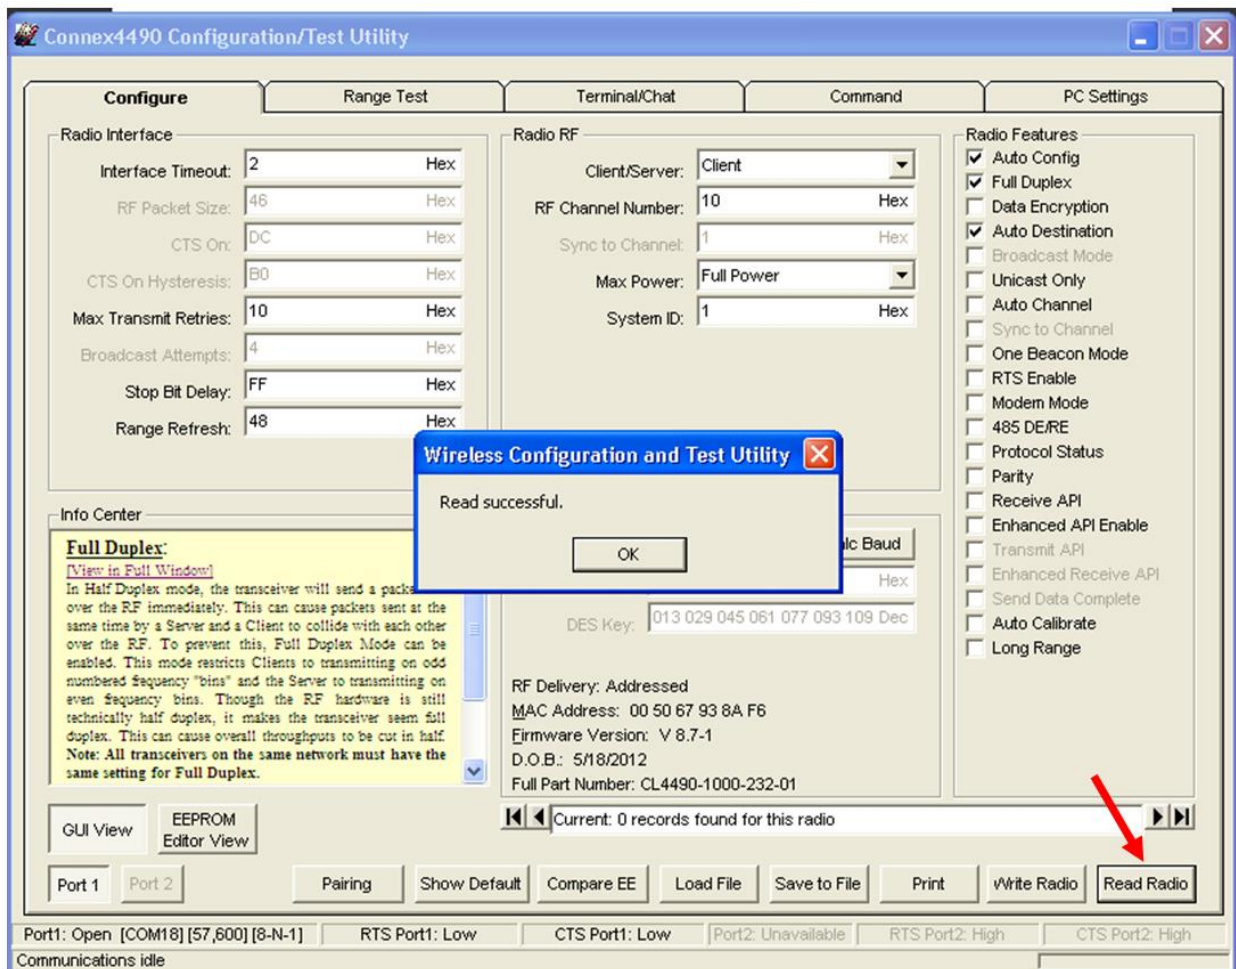 Connex4490 Configuration/Test Utility
Configure
Range Test
Terminal/Chat
Command
PC Settings
Radio Interface
Interface Timeout: 2 Hex
RF Packet Size: 46 Hex
CTS On: DC Hex
CTS On Hysteresis: B0 Hex
Max Transmit Retries: 10 Hex
Broadcast Attempts: 4 Hex
Stop Bit Delay: FF Hex
Range Refresh: 48 Hex
Radio RF
Client/Server: Client
RF Channel Number: 10 Hex
Sync to Channel: 1 Hex
Max Power: Full Power
System ID: 1 Hex
Radio Features
Auto Config
Full Duplex
Data Encryption
Auto Destination
Broadcast Mode
Unicast Only
Auto Channel
Sync to Channel
One Beacon Mode
RTS Enable
Modem Mode
485 DE/RE
Protocol Status
Parity
Receive API
Enhanced API Enable
Transmit API
Enhanced Receive API
Send Data Complete
Auto Calibrate
Long Range
Wireless Configuration and Test Utility
Read successful.
OK
Info Center
Full Duplex:
[View in Full Window]
In Half Duplex mode, the transceiver will send a
over the RF immediately. This can cause packets sent at the
same time by a Server and a Client to collide with each other
over the RF. To prevent this, Full Duplex Mode can be
enabled. This mode restricts Clients to transmitting on odd
numbered frequency "bins" and the Server to transmitting on
even frequency bins. Though the RF hardware is still
technically half duplex, it makes the transceiver seem full
duplex. This can cause overall throughputs to be cut in half.
Note: All transceivers on the same network must have the
same setting for Full Duplex.
Baud
Hex
DES Key: 013 029 045 061 077 093 109 Dec
RF Delivery: Addressed
MAC Address: 00 50 67 93 8A F6
Firmware Version: V 8.7-1
D.O.B.: 5/18/2012
Full Part Number: CL4490-1000-232-01
Current: 0 records found for this radio
GUI View
EEPROM
Editor View
Port 1
Port 2
Pairing
Show Default
Compare EE
Load File
Save to File
Print
Write Radio
Read Radio
Port1: Open [COM18] [57,600] [8-N-1]
RTS Port1: Low
CTS Port1: Low
Port2: Unavailable
RTS Port2: High
CTS Port2: High
Communications idle